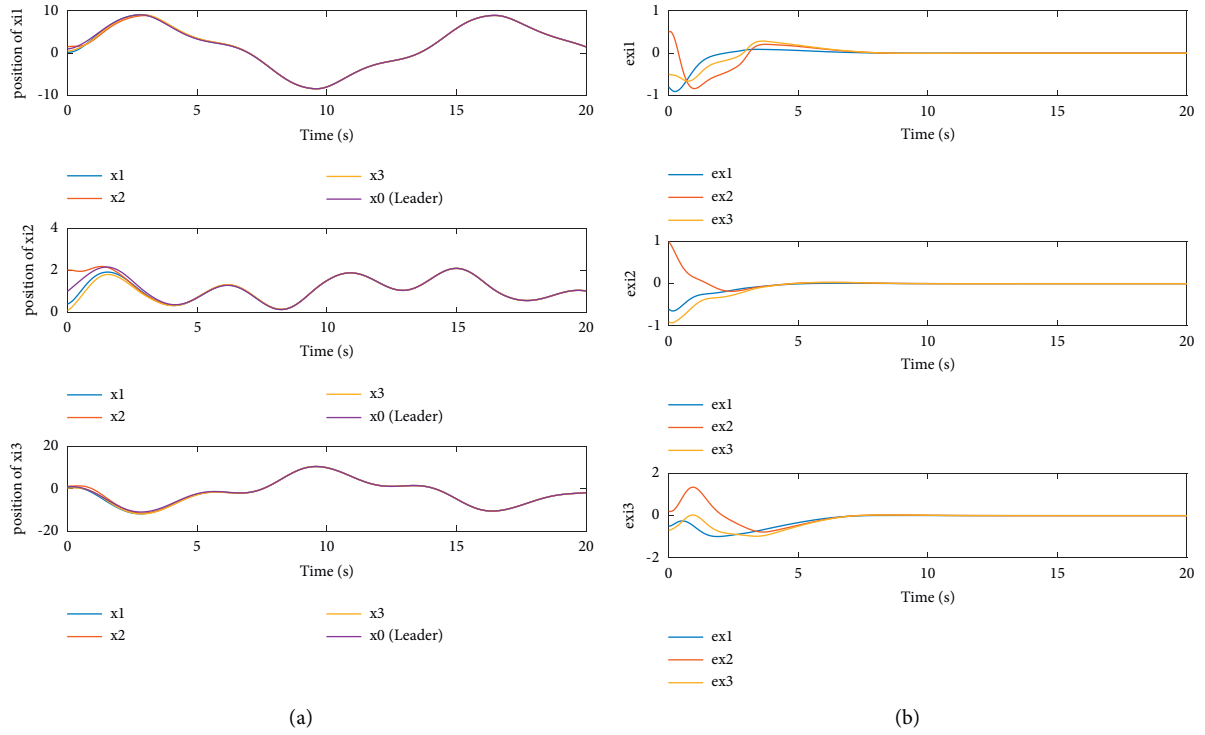 position of xi1
10
0
-10
0 5 10 15 20
Time (s)
x1
x2
x3
x0 (Leader)
position of xi2
4
2
0
0 5 10 15 20
Time (s)
x1
x2
x3
x0 (Leader)
position of xi3
20
0
-20
0 5 10 15 20
Time (s)
x1
x2
x3
x0 (Leader)
(a)
exi1
1
0
-1
0 5 10 15 20
Time (s)
ex1
ex2
ex3
exi2
1
0
-1
0 5 10 15 20
Time (s)
ex1
ex2
ex3
exi3
2
0
-2
0 5 10 15 20
Time (s)
ex1
ex2
ex3
(b)